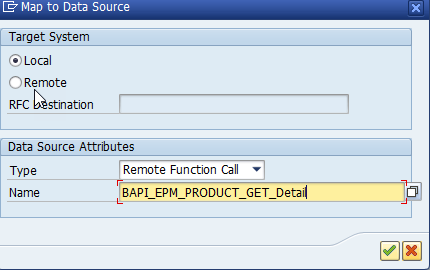 Map to Data Source
Target System
Local
Remote
RFC Destination
Data Source Attributes
Type Remote Function Call
Name BAPI_EPM_PRODUCT_GET_Detail